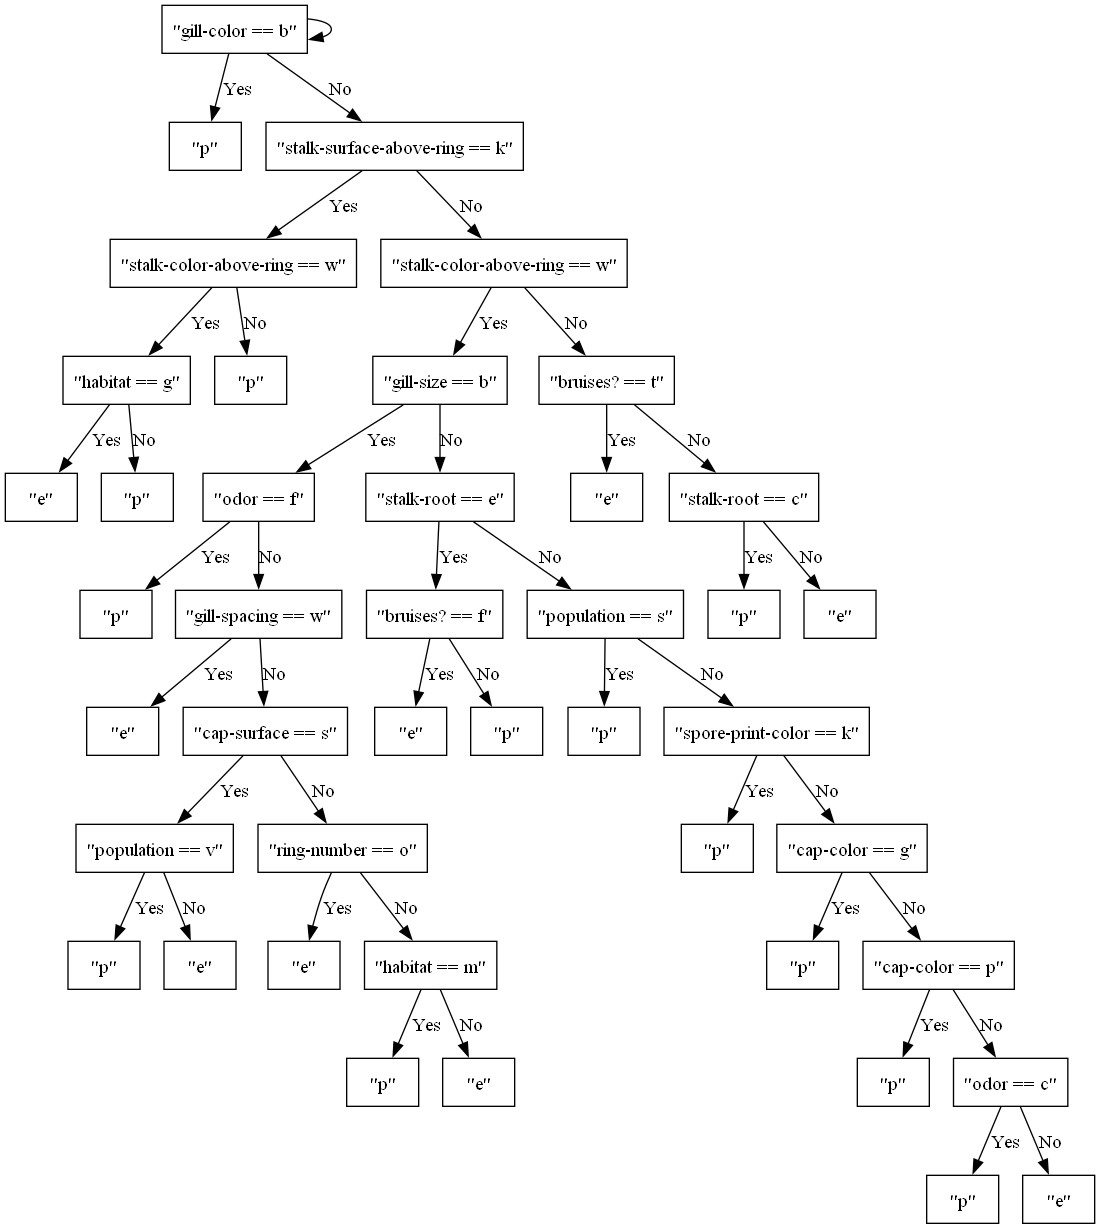 "gill-color == b"
Yes
No
"p"
"stalk-surface-above-ring == k"
Yes
No
"stalk-color-above-ring == w"
"stalk-color-above-ring == w"
Yes
No
Yes
No
"habitat == g"
"p"
"gill-size == b"
"bruises? == t"
Yes
No
Yes
No
Yes
No
"e"
"p"
"odor == f"
"stalk-root == e"
"e"
"stalk-root == c"
Yes
No
Yes
No
Yes
No
"p"
"gill-spacing == w"
"bruises? == f"
"population == s"
"p"
"e"
Yes
No
Yes
No
Yes
No
"e"
"cap-surface == s"
"e"
"p"
"p"
"spore-print-color == k"
Yes
No
Yes
No
"population == v"
"ring-number == o"
"p"
"cap-color == g"
Yes
No
Yes
No
Yes
No
"p"
"e"
"e"
"habitat == m"
"p"
"cap-color == p"
Yes
No
Yes
No
"p"
"e"
"p"
"odor == c"
Yes
No
"p"
"e"